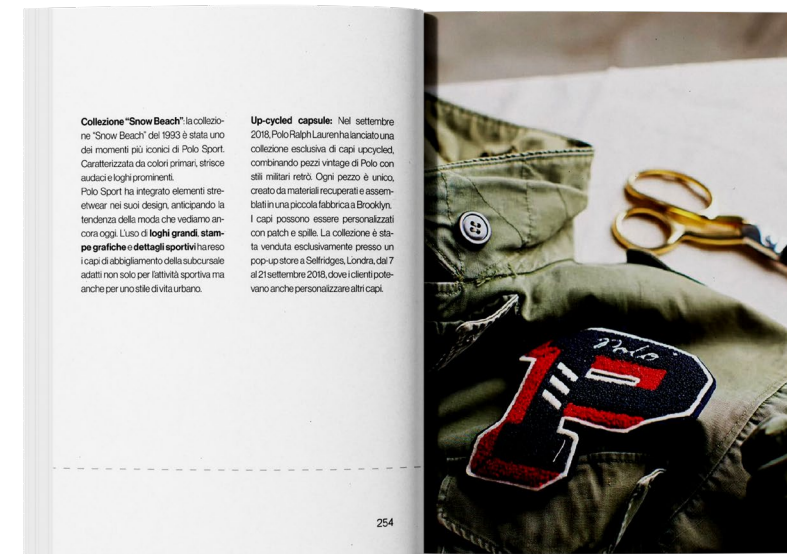 Collezione “Snow Beach”: la collezio-
ne “Snow Beach” del 1993 è stata uno
dei momenti più iconici di Polo Sport.
Caratterizzata da colori primari, strisce
audaci e loghi prominenti.
Polo Sport ha integrato elementi stre-
etwear nei suoi design, anticipando la
tendenza della moda che vediamo an-
cora oggi. L’uso di loghi grandi, stam-
pe grafiche e dettagli sportivi ha reso
i capi di abbigliamento della subcursale
adatti non solo per l’attività sportiva ma
anche per uno stile di vita urbano.
Up-cycled capsule: Nel settembre
2018, Polo Ralph Lauren ha lanciato una
collezione esclusiva di capi upcycled,
combinando pezzi vintage di Polo con
stili militari retrò. Ogni pezzo è unico,
creato da materiali recuperati e assem-
blati in una piccola fabbrica a Brooklyn.
I capi possono essere personalizzati
con patch e spille. La collezione è sta-
ta venduta esclusivamente presso un
pop-up store a Selfridges, Londra, dal 7
al 21 settembre 2018, dove i clienti pote-
vano anche personalizzare altri capi.
254
P